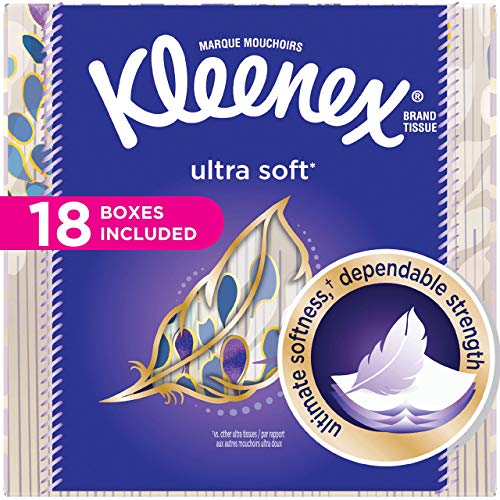 MARQUE MOUCHOIRS
Kleenex®
BRAND
TISSUE
ultra soft*
18 BOXES
INCLUDED
ultimate softness,† dependable strength
†vs. other ultra tissues / par rapport
aux autres mouchoirs ultra doux